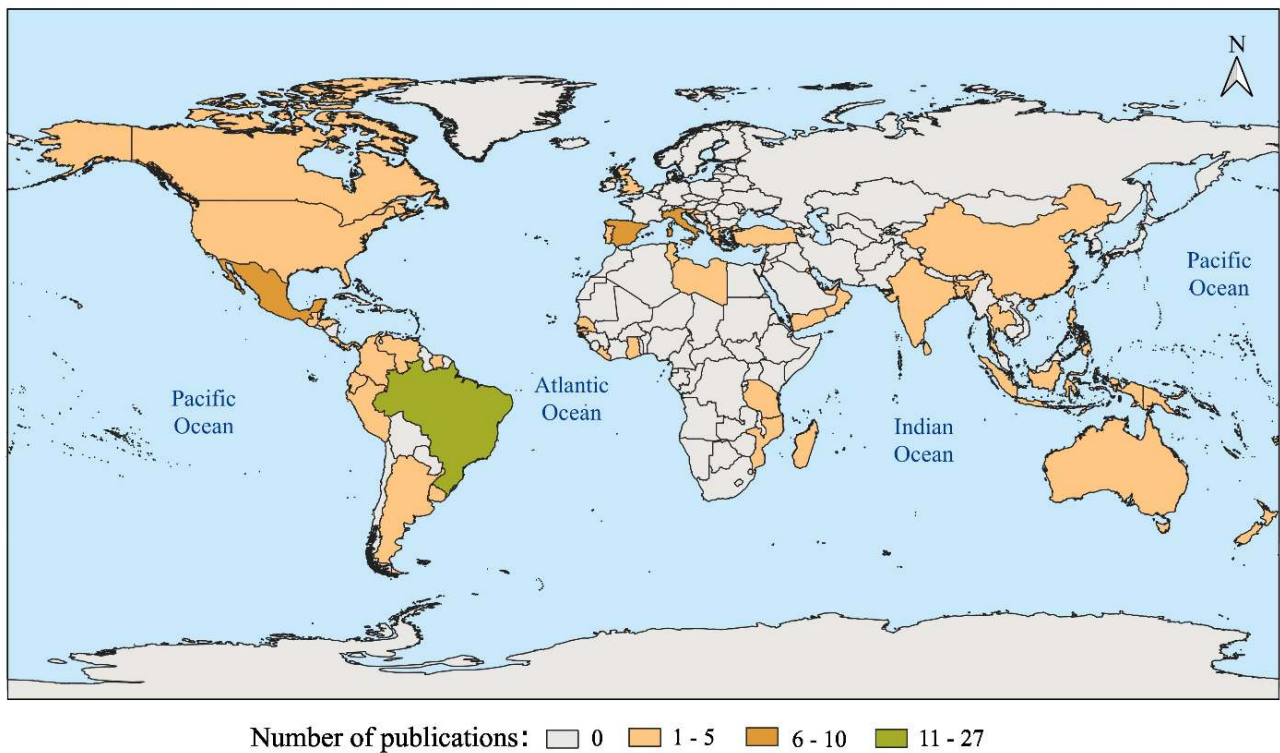 N
Pacific
Ocean
Atlantic
Ocean
Pacific
Ocean
Indian
Ocean
Number of publications: 0 1 - 5 6 - 10 11 - 27